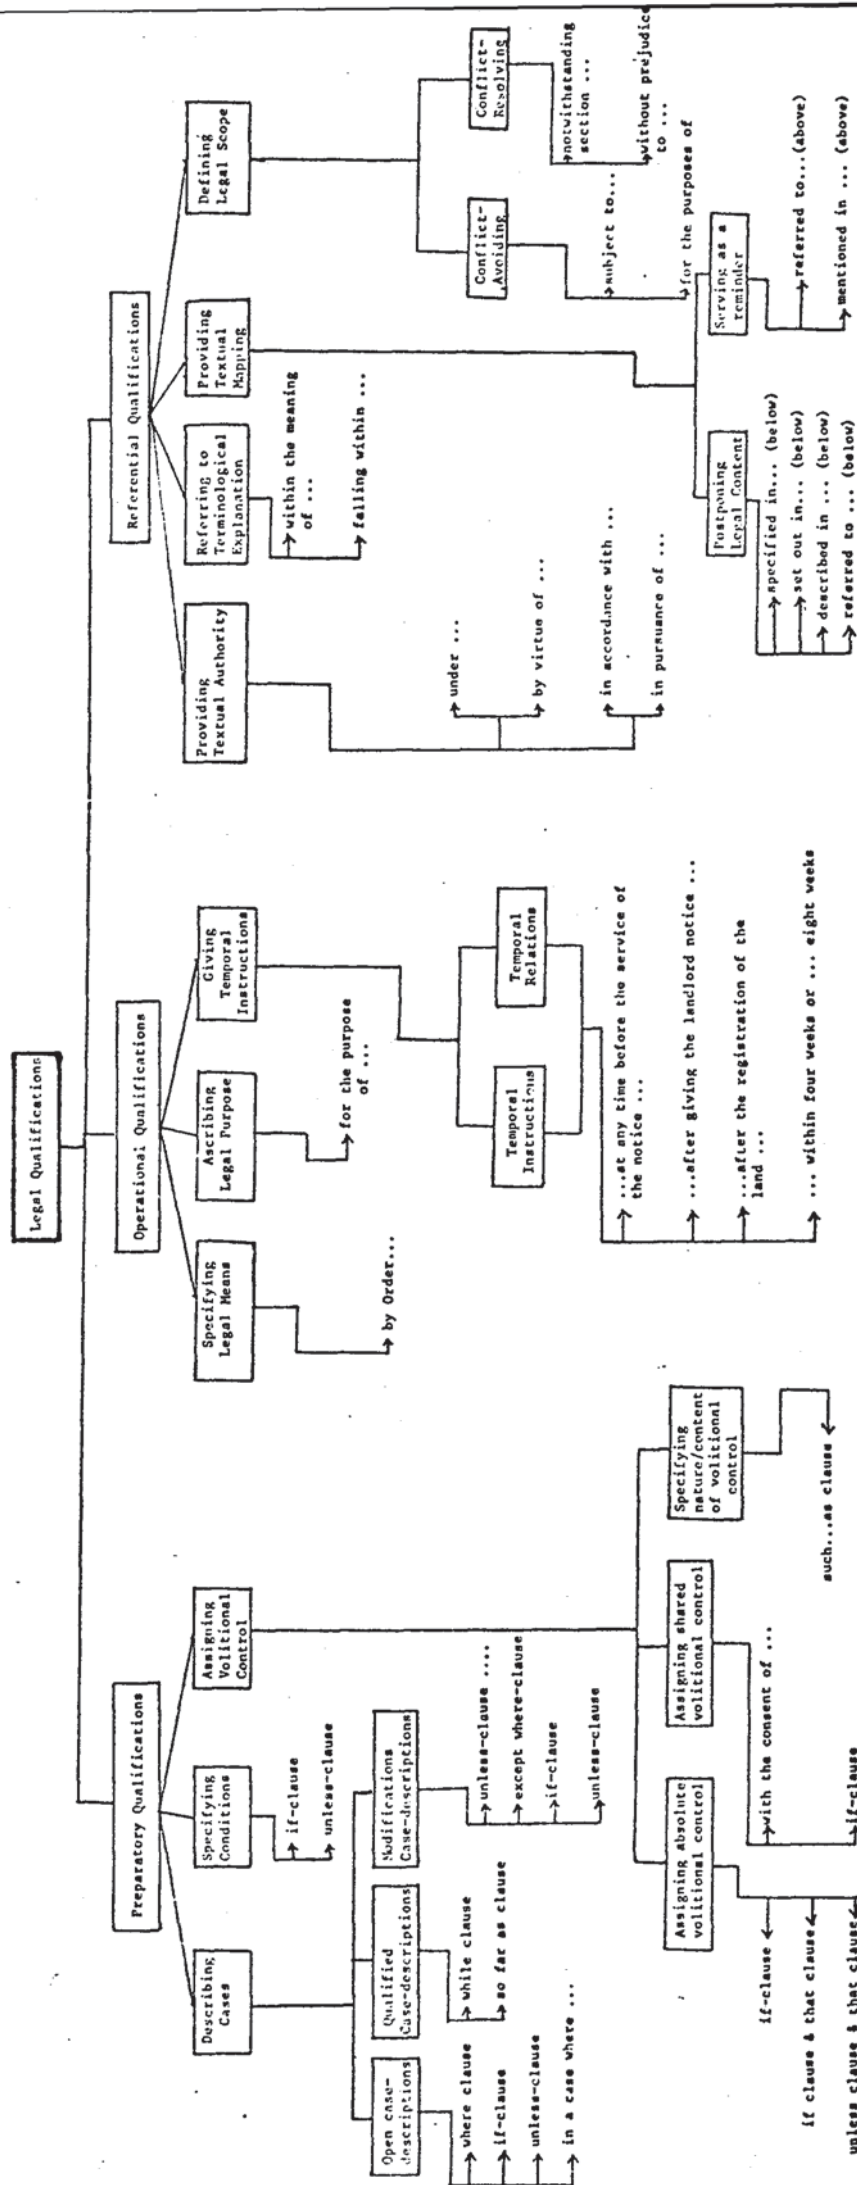 Legal Qualifications
Preparatory Qualifications
Operational Qualifications
Referential Qualifications
Describing
Cases
Specifying
Conditions
if-clause
unless-clause
Assigning
Volitional
Control
Open case-
descriptions
where clause
if-clause
unless-clause
in a case where ...
Qualified
Case-descriptions
while clause
so far as clause
Modifications
Case-descriptions
unless-clause ....
except where-clause
if-clause
unless-clause
Assigning absolute
volitional control
if-clause
if clause & that clause
unless clause & that clause
Assigning shared
volitional control
with the consent of ...
if-clause
Specifying
nature/content
of volitional
control
such...as clause
Specifying
Legal Means
by Order...
Ascribing
Legal Purpose
for the purpose
of ...
Giving
Temporal
Instructions
Temporal
Instructions
Temporal
Relations
...at any time before the service of
the notice ...
...after giving the landlord notice ...
...after the registration of the
land ...
... within four weeks or ... eight weeks
Providing
Textual Authority
under ...
by virtue of ...
in accordance with ...
in pursuance of ...
Referring to
Terminological
Explanation
within the meaning
of ...
falling within ...
Providing
Textual
Mapping
Postponing
Legal Content
specified in... (below)
set out in... (below)
described in ... (below)
referred to ... (below)
Serving as a
reminder
referred to...(above)
mentioned in ... (above)
Defining
Legal Scope
Conflict-
Avoiding
subject to...
for the purposes of
Conflict-
Resolving
notwithstanding
section ...
without prejudice
to ...